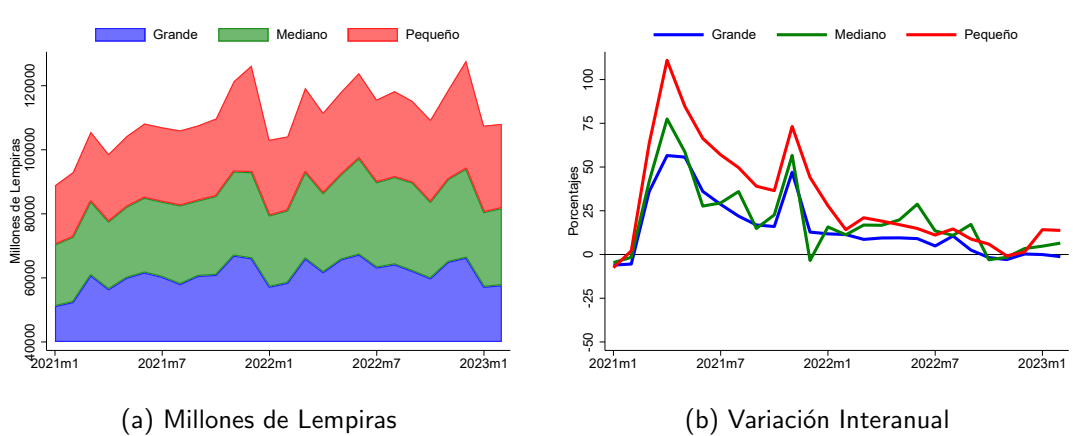 Grande Mediano Pequeño
Millones de Lempiras
120000
100000
80000
60000
40000
2021m1 2021m7 2022m1 2022m7 2023m1
(a) Millones de Lempiras
Grande Mediano Pequeño
Porcentajes
100
75
50
25
0
-25
-50
2021m1 2021m7 2022m1 2022m7 2023m1
(b) Variación Interanual